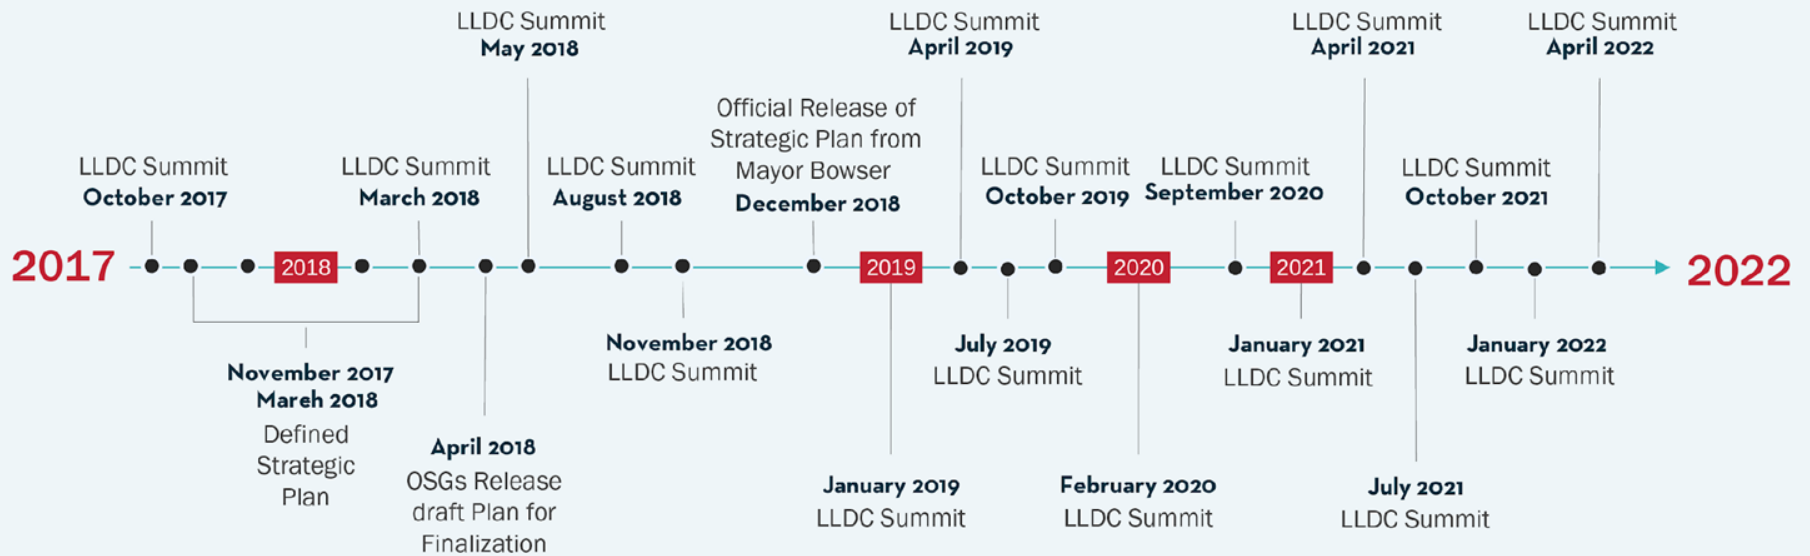 LLDC Summit
May 2018
LLDC Summit
April 2019
LLDC Summit
April 2021
LLDC Summit
April 2022
LLDC Summit
October 2017
LLDC Summit
March 2018
LLDC Summit
August 2018
Official Release of
Strategic Plan from
Mayor Bowser
December 2018
LLDC Summit
October 2019
LLDC Summit
September 2020
LLDC Summit
October 2021
2017
2018
2019
2020
2021
2022
November 2017
Mareh 2018
Defined
Strategic
Plan
April 2018
OSGs Release
draft Plan for
Finalization
November 2018
LLDC Summit
January 2019
LLDC Summit
July 2019
LLDC Summit
February 2020
LLDC Summit
January 2021
LLDC Summit
July 2021
LLDC Summit
January 2022
LLDC Summit